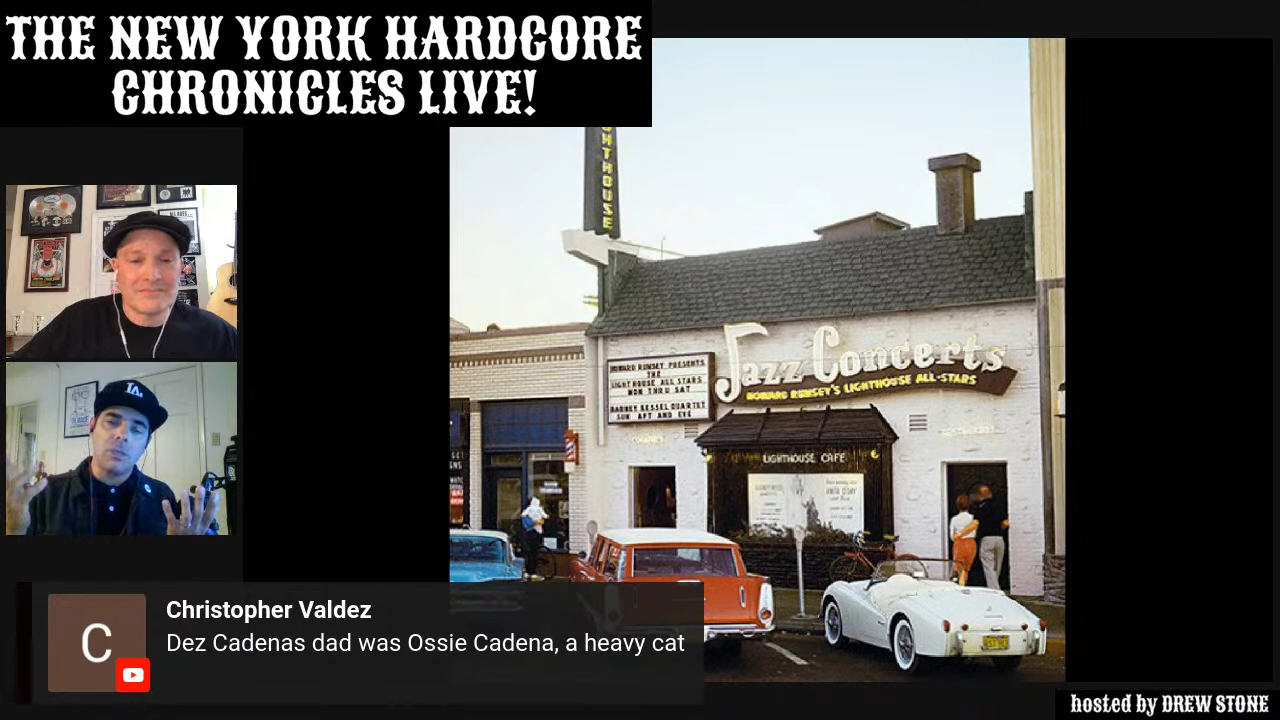 THE NEW YORK HARDCORE
CHRONICLES LIVE!
HTHOUSE
Jazz Concerts
HOWARD RUMSEY'S LIGHTHOUSE ALL-STARS
HOWARD RUMSEY PRESENTS
THE
LIGHTHOUSE ALL STARS
MON THRU SAT
BARNEY KESSEL QUARTET
SUN AFT AND EVE
LIGHTHOUSE CAFE
LA
C
Christopher Valdez
Dez Cadenas dad was Ossie Cadena, a heavy cat
hosted by DREW STONE